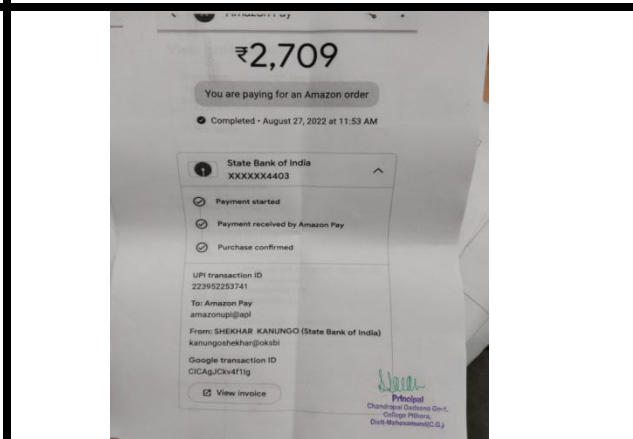 Amazon Pay
₹2,709
You are paying for an Amazon order
Completed • August 27, 2022 at 11:53 AM
State Bank of India
XXXXXX4403
Payment started
Payment received by Amazon Pay
Purchase confirmed
UPI transaction ID
223952253741
To: Amazon Pay
amazonupi@apl
From: SHEKHAR KANUNGO (State Bank of India)
kanungoshekhar@oksbi
Google transaction ID
CICAgJCkv4f1Ig
View invoice
Principal
Chandrapal Dadsena Govt.
College Pithora,
Distt-Mahasamund(C.G.)